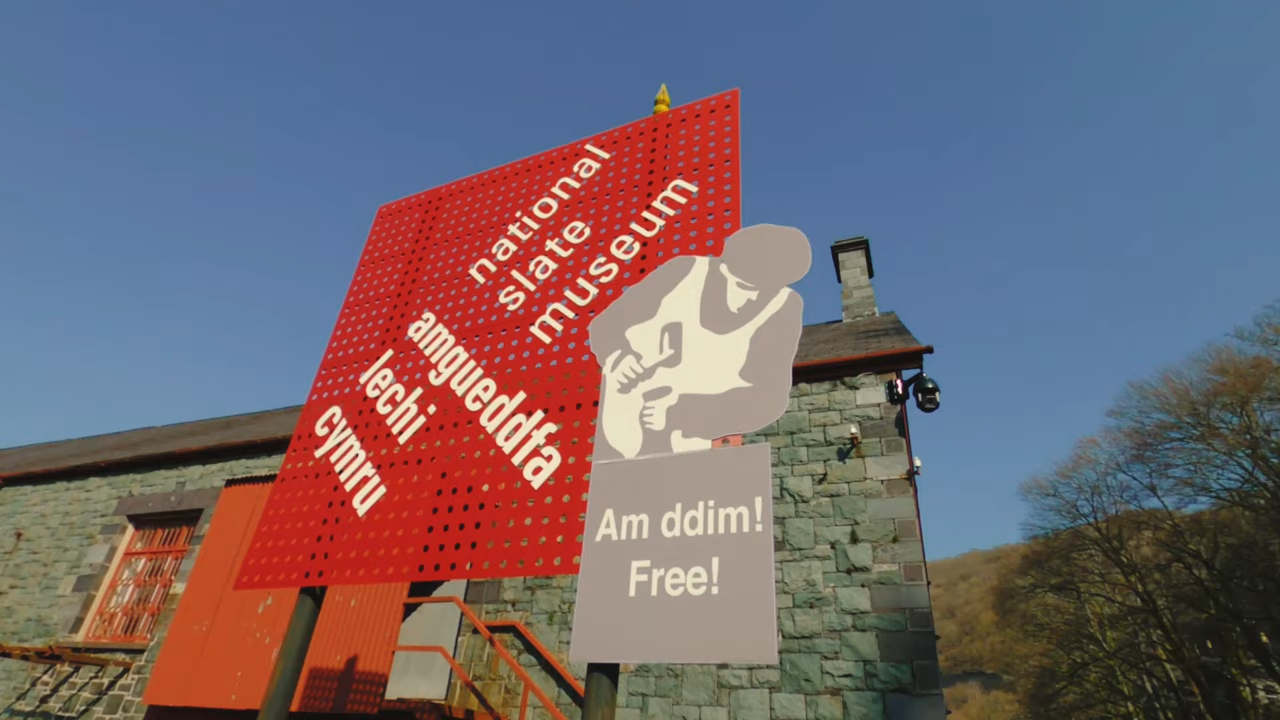 national
slate
museum
amgueddfa
lechi
cymru
Am ddim!
Free!